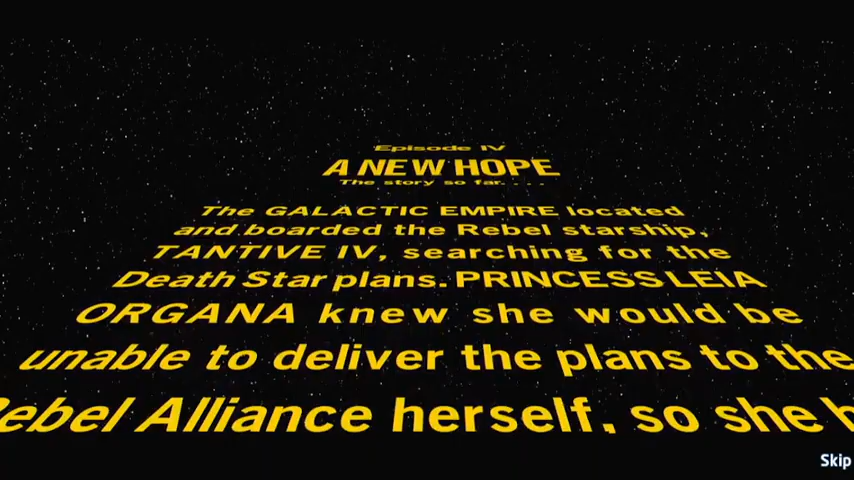 Episode IV
A NEW HOPE
The story so far. . . .
The GALACTIC EMPIRE located
and boarded the Rebel starship,
TANTIVE IV, searching for the
Death Star plans. PRINCESS LEIA
ORGANA knew she would be
unable to deliver the plans to the
Rebel Alliance herself, so she
Skip